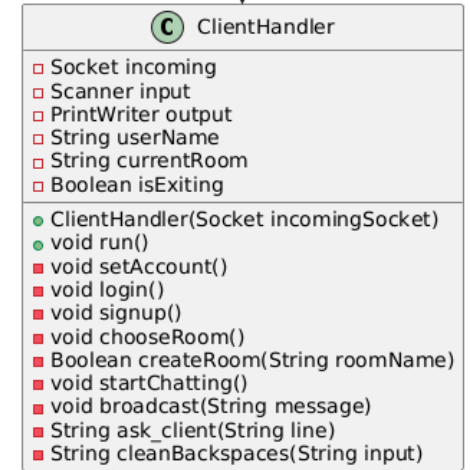 C ClientHandler
Socket incoming
Scanner input
PrintWriter output
String userName
String currentRoom
Boolean isExiting
ClientHandler(Socket incomingSocket)
void run()
void setAccount()
void login()
void signup()
void chooseRoom()
Boolean createRoom(String roomName)
void startChatting()
void broadcast(String message)
String ask_client(String line)
String cleanBackspaces(String input)